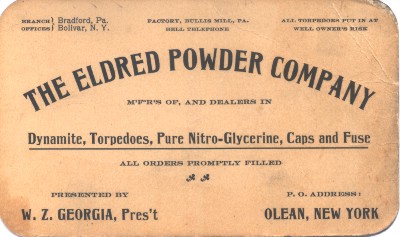 BRANCH OFFICES } Bradford, Pa. Bolivar, N. Y.
FACTORY, BULLIS MILL, PA.
BELL TELEPHONE
ALL TORPEDOES PUT IN AT
WELL OWNER'S RISK
THE ELDRED POWDER COMPANY
M'F'R'S OF, AND DEALERS IN
Dynamite, Torpedoes, Pure Nitro-Glycerine, Caps and Fuse
ALL ORDERS PROMPTLY FILLED
PRESENTED BY
W. Z. GEORGIA, Pres't
P. O. ADDRESS:
OLEAN, NEW YORK